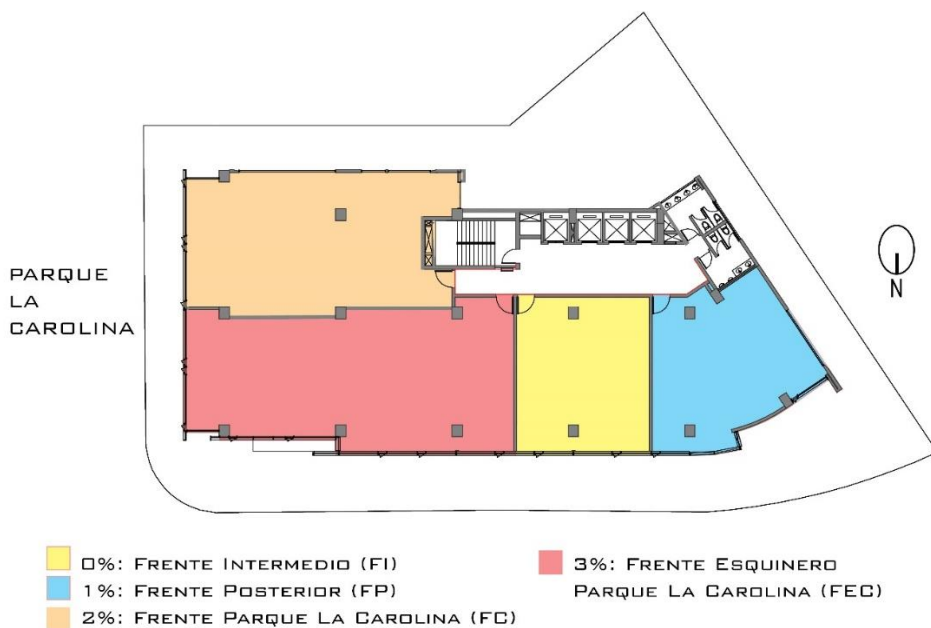 PARQUE
LA
CAROLINA
N
0%: FRENTE INTERMEDIO (FI)
1%: FRENTE POSTERIOR (FP)
2%: FRENTE PARQUE LA CAROLINA (FC)
3%: FRENTE ESQUINERO
PARQUE LA CAROLINA (FEC)